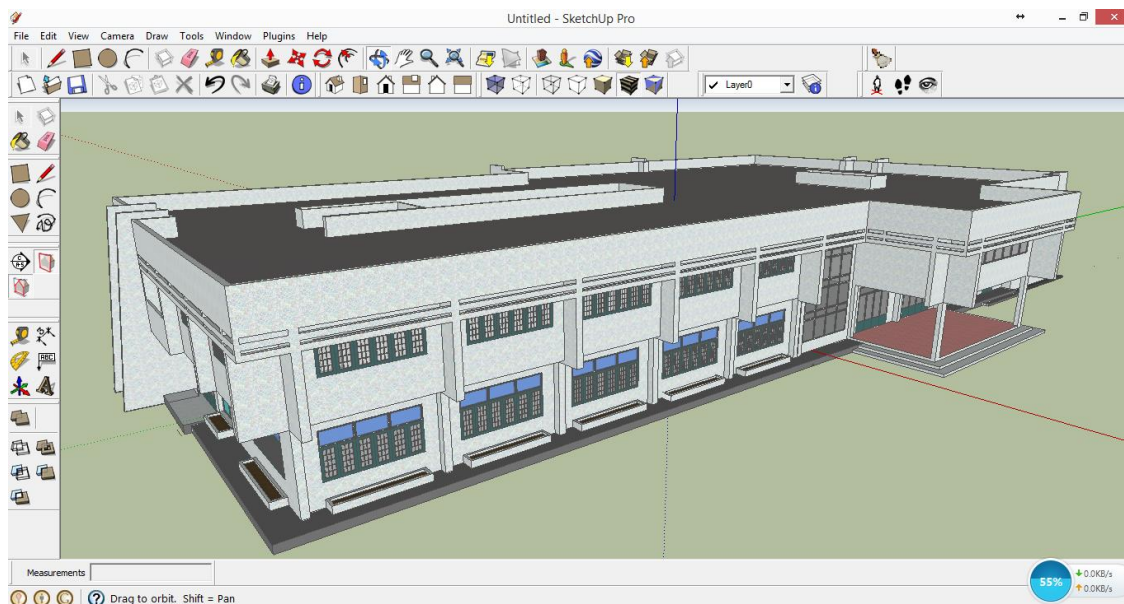 Untitled - SketchUp Pro
File Edit View Camera Draw Tools Window Plugins Help
Layer0
ABC
Measurements
55%
0.0KB/s
0.0KB/s
Drag to orbit. Shift = Pan